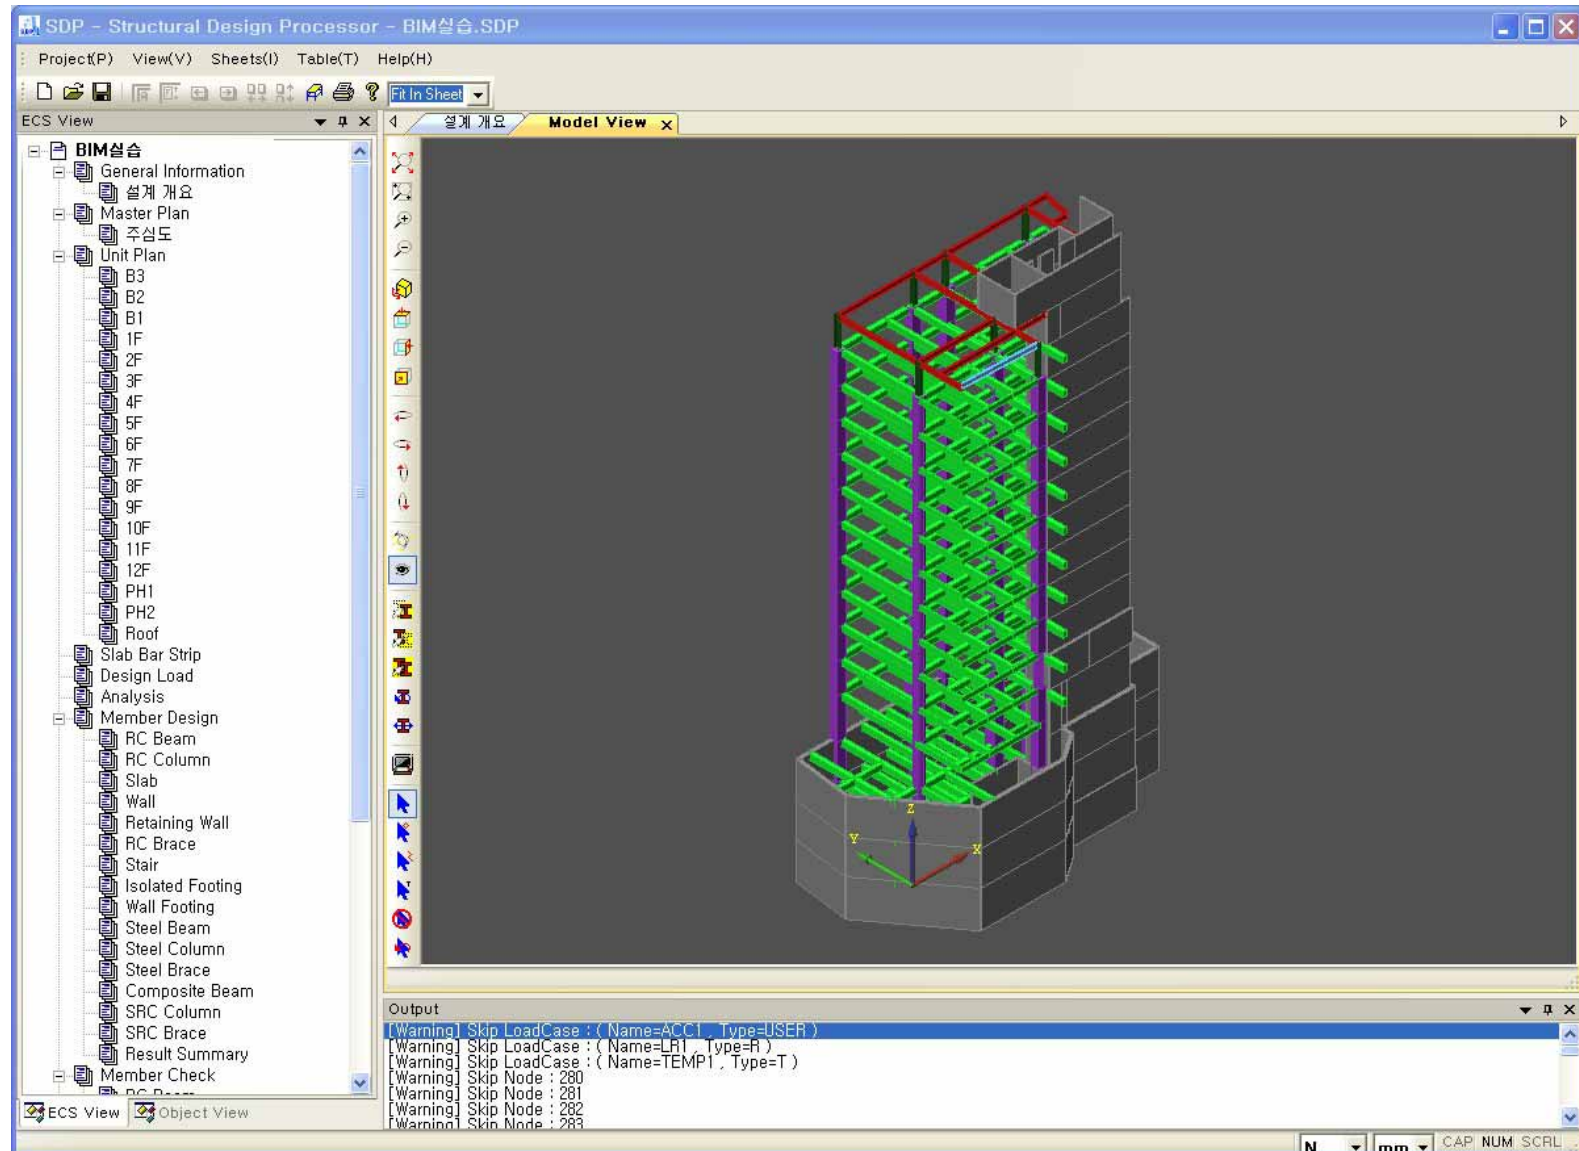 SDP - Structural Design Processor - BIM실습.SDP
Project(P) View(V) Sheets(I) Table(T) Help(H)
Fit In Sheet
ECS View
설계 개요 Model View
BIM실습
General Information
설계 개요
Master Plan
주심도
Unit Plan
B3
B2
B1
1F
2F
3F
4F
5F
6F
7F
8F
9F
10F
11F
12F
PH1
PH2
Roof
Slab Bar Strip
Design Load
Analysis
Member Design
RC Beam
RC Column
Slab
Wall
Retaining Wall
RC Brace
Stair
Isolated Footing
Wall Footing
Steel Beam
Steel Column
Steel Brace
Composite Beam
SRC Column
SRC Brace
Result Summary
Member Check
RC Beam
ECS View Object View
Z
Y
X
Output
[Warning] Skip LoadCase : ( Name=ACC1 , Type=USER )
[Warning] Skip LoadCase : ( Name=LR1 , Type=R )
[Warning] Skip LoadCase : ( Name=TEMP1 , Type=T )
[Warning] Skip Node : 280
[Warning] Skip Node : 281
[Warning] Skip Node : 282
[Warning] Skip Node : 283
N mm CAP NUM SCRL